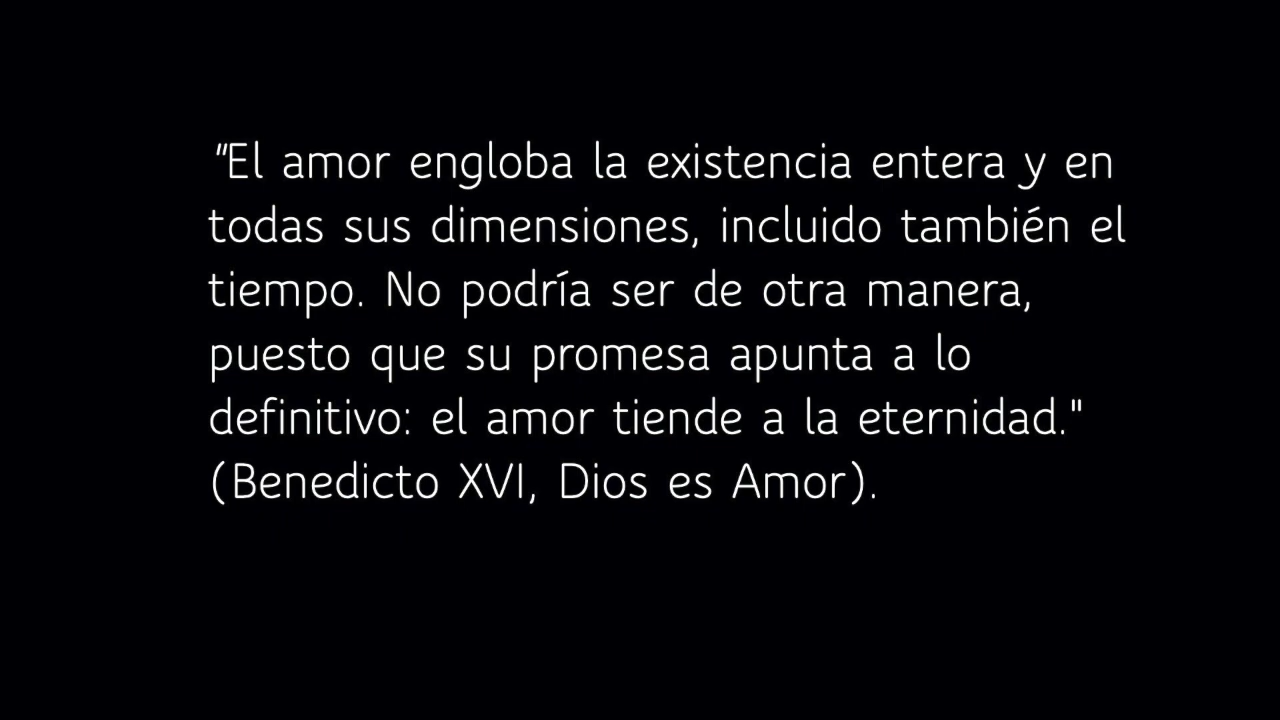 "El amor engloba la existencia entera y en
todas sus dimensiones, incluido también el
tiempo. No podría ser de otra manera,
puesto que su promesa apunta a lo
definitivo: el amor tiende a la eternidad."
(Benedicto XVI, Dios es Amor).